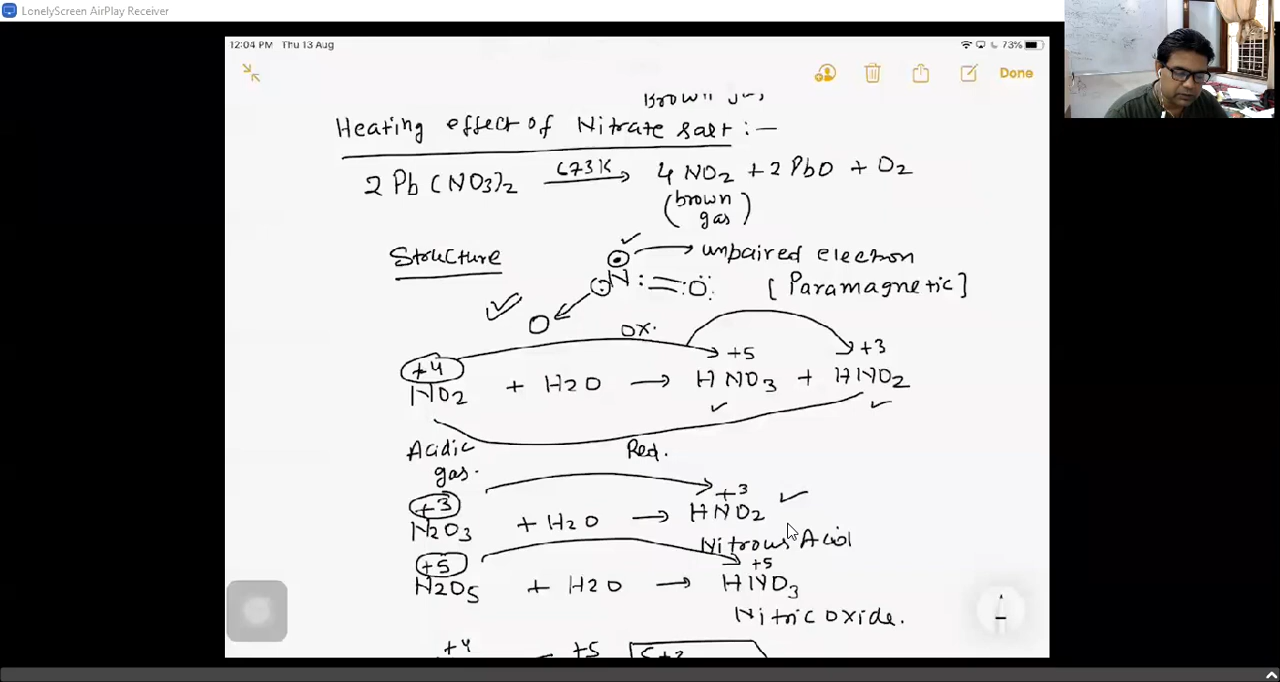 LonelyScreen AirPlay Receiver
12:04 PM Thu 13 Aug
73%
Done
Brown
Heating effect of Nitrate salt :—
2 Pb (NO3)2 673K → 4 NO2 + 2 PbO + O2
(brown gas)
Structure
N O → unpaired electron
[Paramagnetic]
O
OX.
+4 +5 +3
NO2 + H2O → HNO3 + HNO2
Acidic gas. Red.
+3 +3
N2O3 + H2O → HNO2
Nitrous Acid
+5 +5
N2O5 + H2O → HNO3
Nitric oxide.
+4 +5